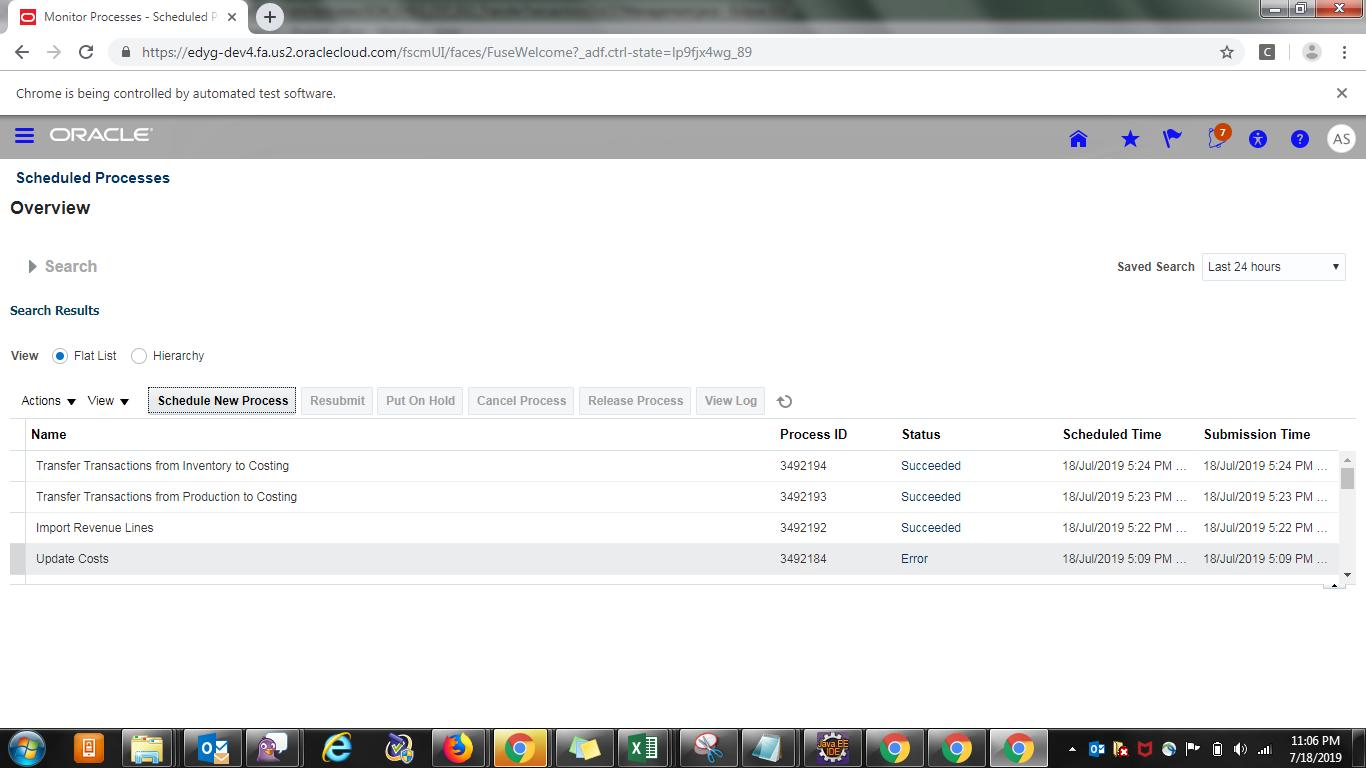 Monitor Processes - Scheduled P
https://edyg-dev4.fa.us2.oraclecloud.com/fscmUI/faces/FuseWelcome?_adf.ctrl-state=lp9fjx4wg_89
C
Chrome is being controlled by automated test software.
ORACLE
7
?
AS
Scheduled Processes
Overview
Search
Saved Search Last 24 hours
Search Results
View Flat List Hierarchy
Actions View Schedule New Process Resubmit Put On Hold Cancel Process Release Process View Log
Name Process ID Status Scheduled Time Submission Time
Transfer Transactions from Inventory to Costing 3492194 Succeeded 18/Jul/2019 5:24 PM ... 18/Jul/2019 5:24 PM ...
Transfer Transactions from Production to Costing 3492193 Succeeded 18/Jul/2019 5:23 PM ... 18/Jul/2019 5:23 PM ...
Import Revenue Lines 3492192 Succeeded 18/Jul/2019 5:22 PM ... 18/Jul/2019 5:22 PM ...
Update Costs 3492184 Error 18/Jul/2019 5:09 PM ... 18/Jul/2019 5:09 PM ...
Java EE
IDE
11:06 PM
7/18/2019